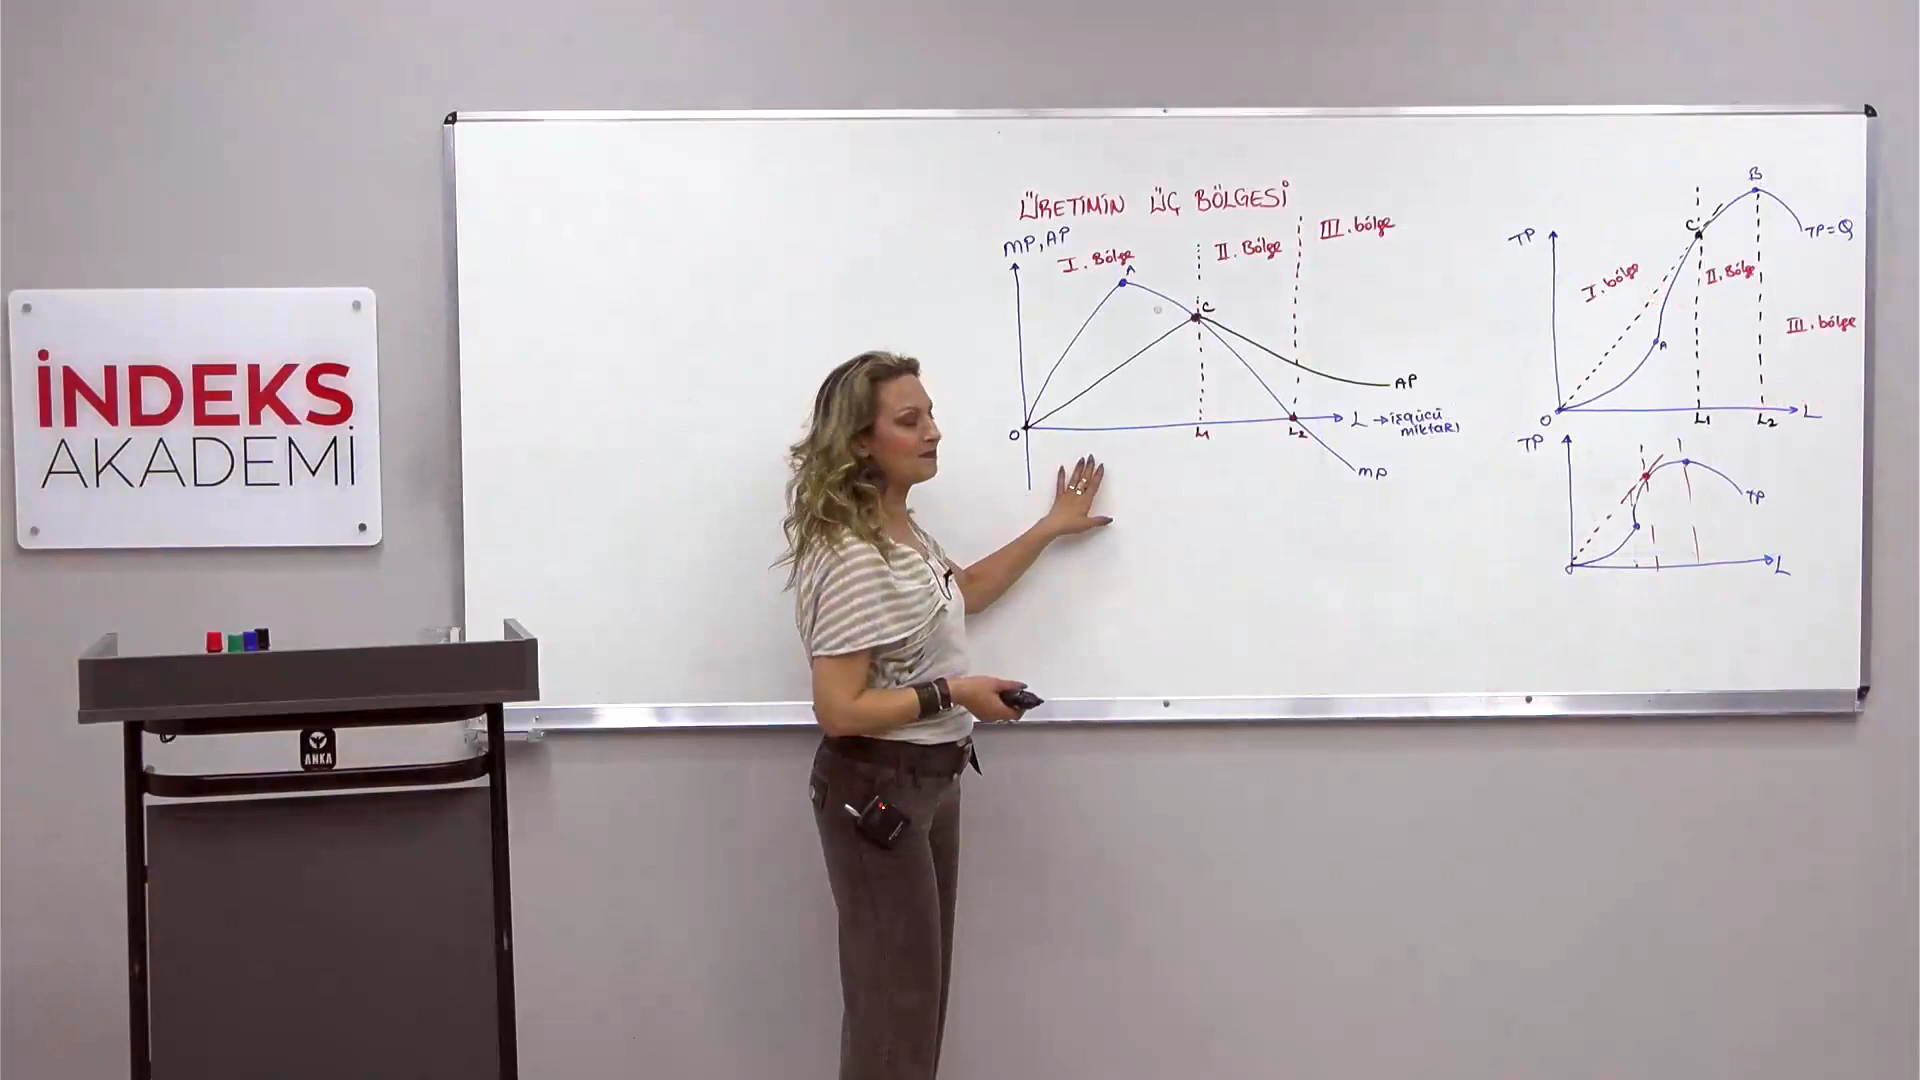 İNDEKS
AKADEMİ
ANKA
ÜRETİMİN ÜÇ BÖLGESİ
MP, AP
I. Bölge
II. Bölge
III. bölge
A
C
AP
L → işgücü
miktarı
O
L1
L2
MP
B
TP
C
TP=Q
I. bölge
II. Bölge
III. bölge
A
O
L1
L2
L
TP
TP
L